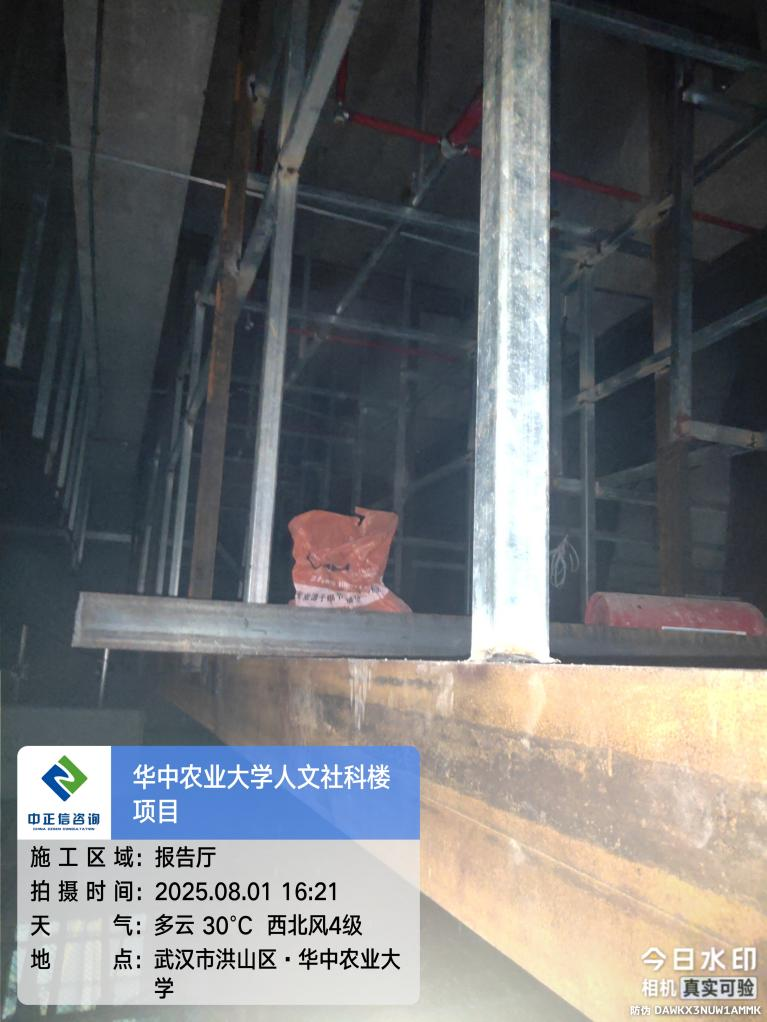 中正信咨询
华中农业大学人文社科楼
项目
施工区域：报告厅
拍摄时间：2025.08.01 16:21
天气：多云 30°C 西北风4级
地点：武汉市洪山区·华中农业大
学
今日水印
相机 真实可验
防伪 DAWKX3NUW1AMMK